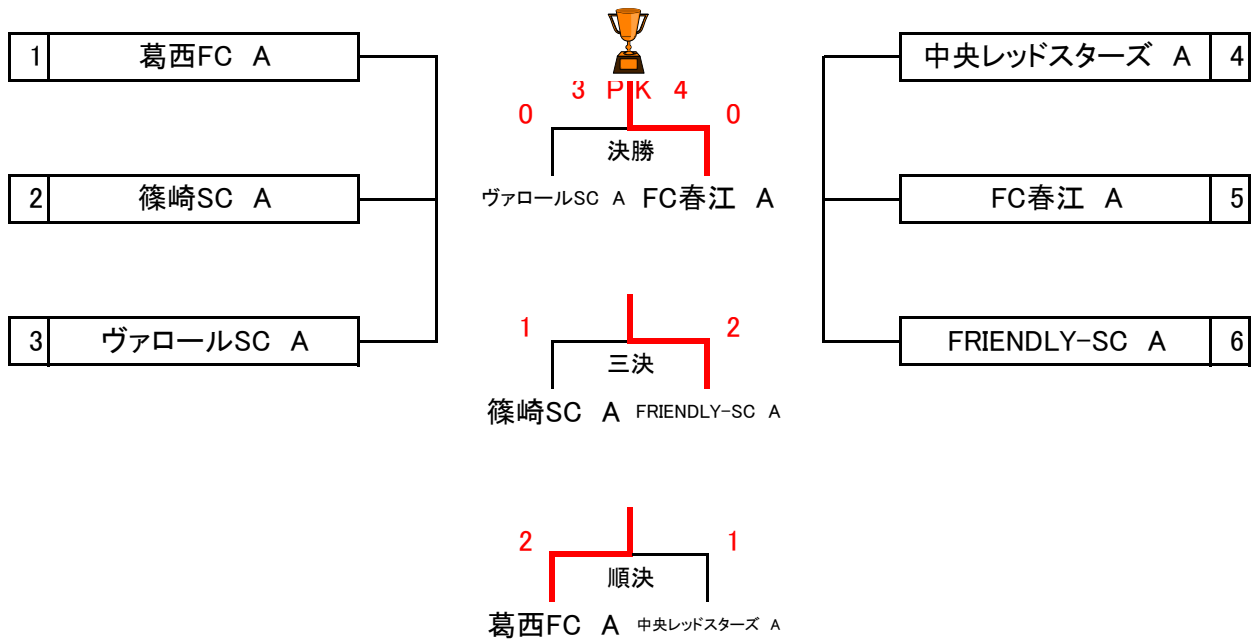 1 葛西FC A
2 篠崎SC A
3 ヴァロールSC A
3 PK 4
0 0
決勝
ヴァロールSC A FC春江 A
1 2
三決
篠崎SC A FRIENDLY-SC A
2 1
順決
葛西FC A 中央レッドスターズ A
中央レッドスターズ A 4
FC春江 A 5
FRIENDLY-SC A 6